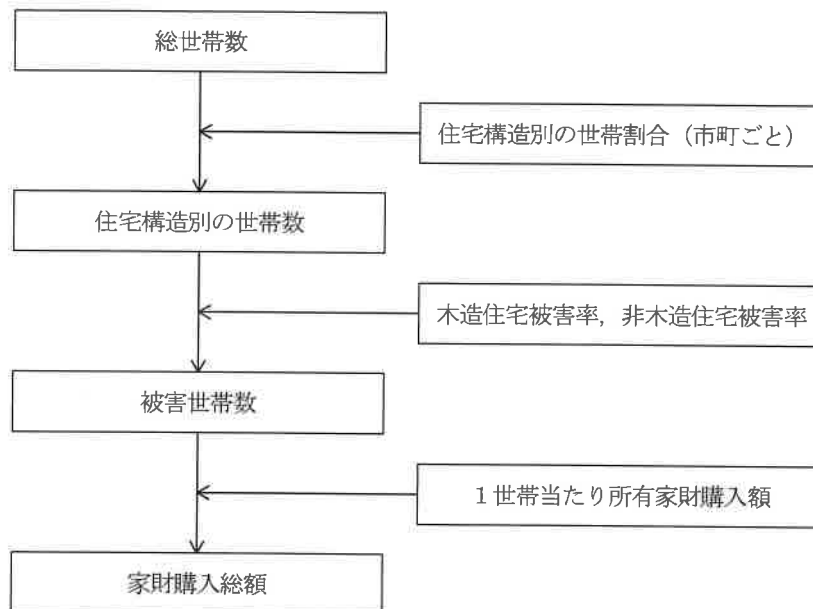 総世帯数
住宅構造別の世帯割合（市町ごと）
住宅構造別の世帯数
木造住宅被害率，非木造住宅被害率
被害世帯数
１世帯当たり所有家財購入額
家財購入総額